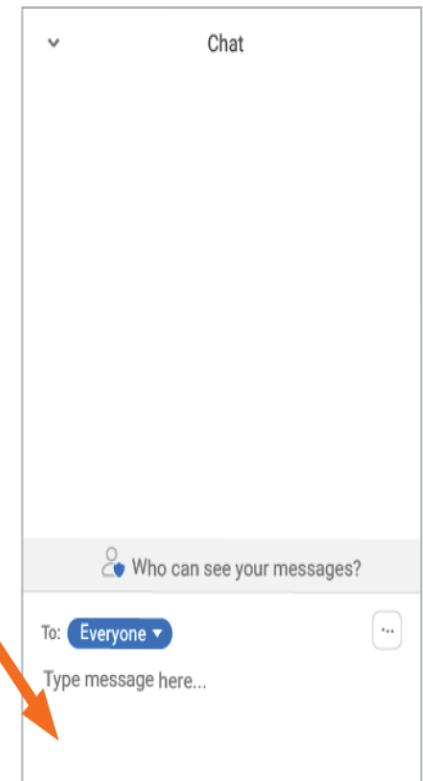 Chat
Who can see your messages?
To: Everyone
...
Type message here...